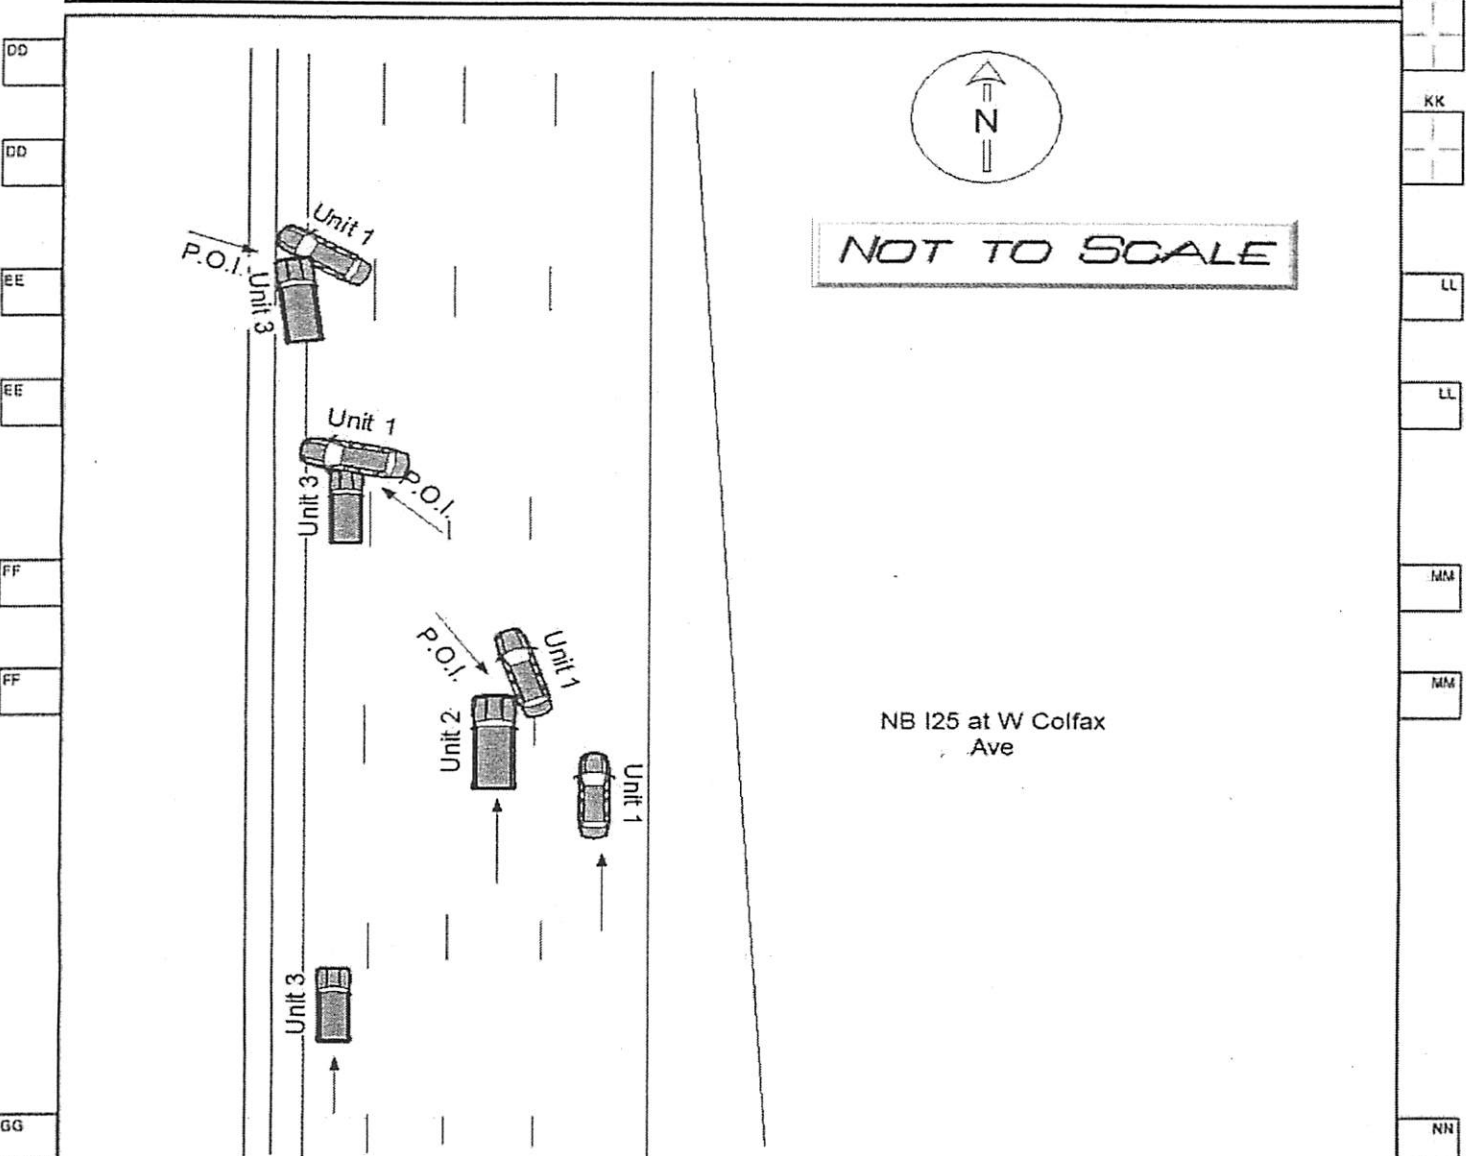 DD
KK
DD
N
Unit 1
P.O.I.
NOT TO SCALE
EE
Unit 3
LL
EE
LL
Unit 1
Unit 3
P.O.I.
FF
MM
P.O.I.
Unit 1
FF
MM
Unit 2
NB I25 at W Colfax
Ave
Unit 1
Unit 3
GG
NN